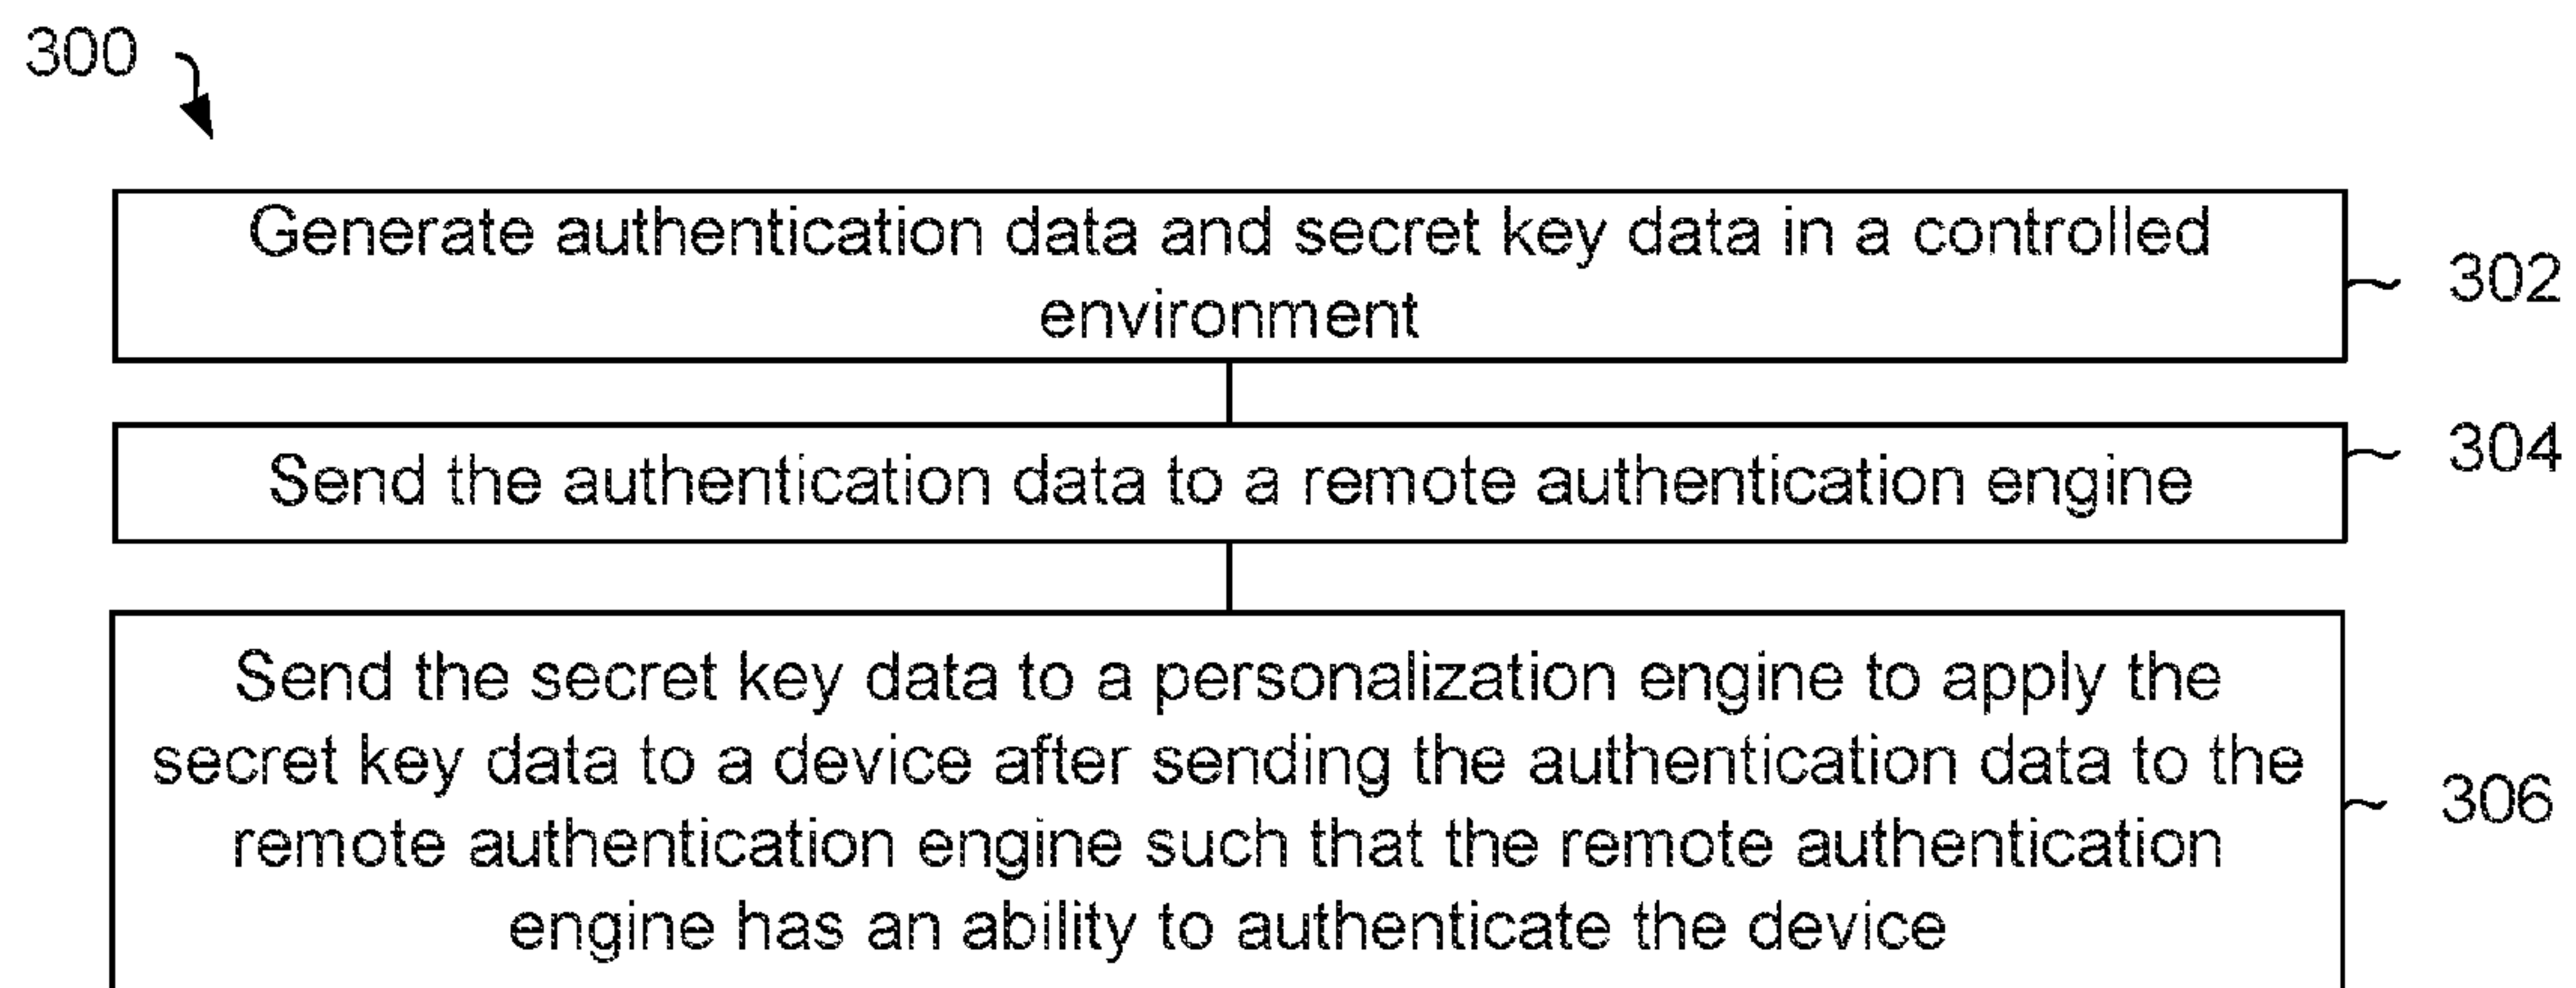 300
Generate authentication data and secret key data in a controlled
environment
302
Send the authentication data to a remote authentication engine
304
Send the secret key data to a personalization engine to apply the
secret key data to a device after sending the authentication data to the
remote authentication engine such that the remote authentication
engine has an ability to authenticate the device
306